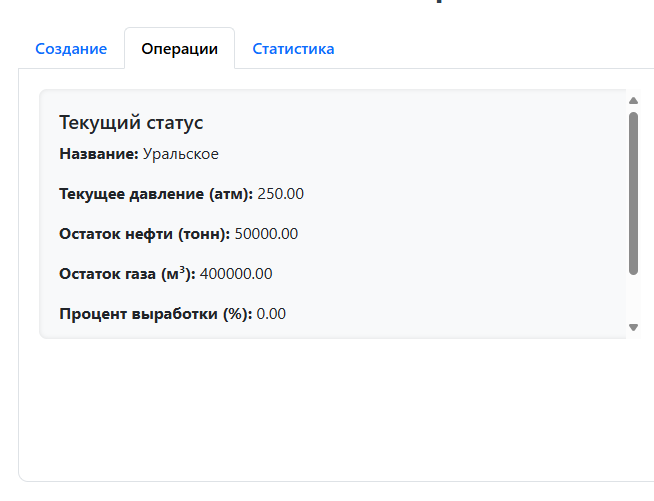 Создание Операции Статистика
Текущий статус
Название: Уральское
Текущее давление (атм): 250.00
Остаток нефти (тонн): 50000.00
Остаток газа (м³): 400000.00
Процент выработки (%): 0.00